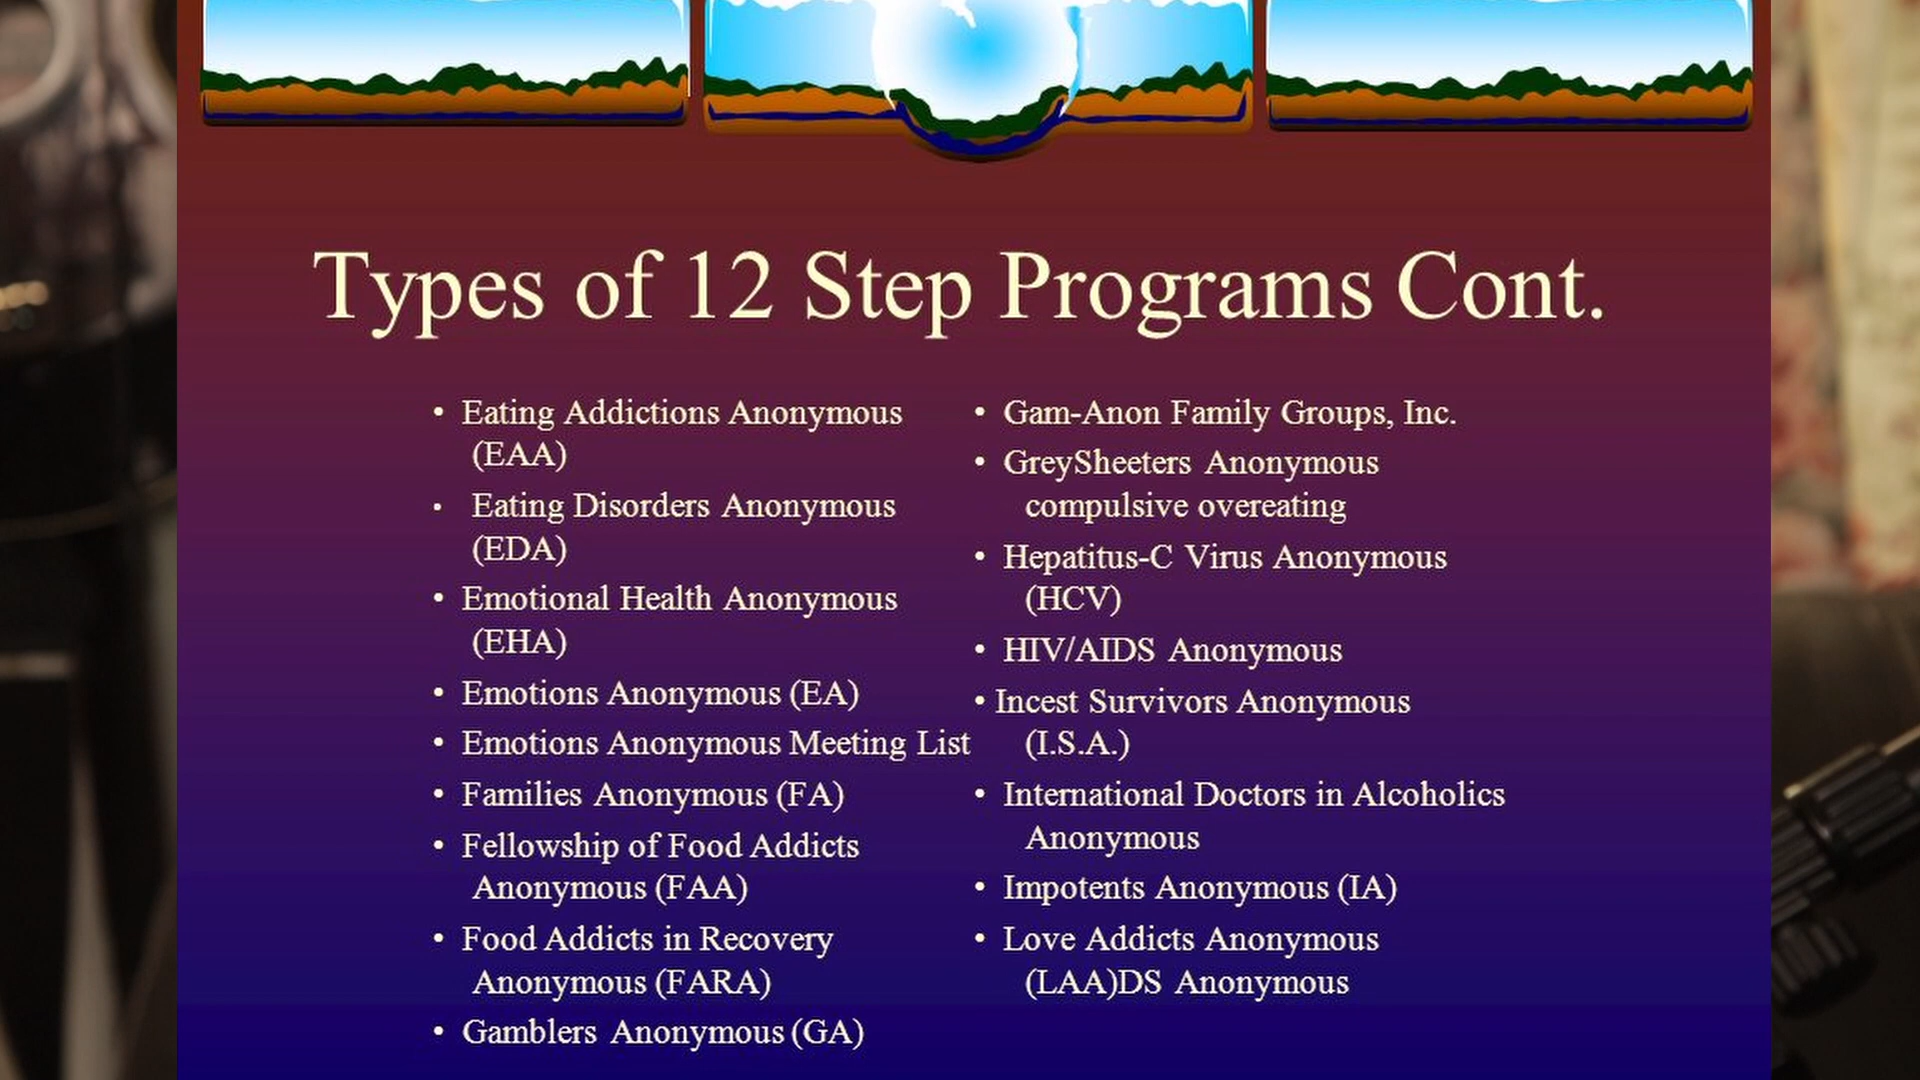 Types of 12 Step Programs Cont.
• Eating Addictions Anonymous
(EAA)
• Eating Disorders Anonymous
(EDA)
• Emotional Health Anonymous
(EHA)
• Emotions Anonymous (EA)
• Emotions Anonymous Meeting List
• Families Anonymous (FA)
• Fellowship of Food Addicts
Anonymous (FAA)
• Food Addicts in Recovery
Anonymous (FARA)
• Gamblers Anonymous (GA)
• Gam-Anon Family Groups, Inc.
• GreySheeters Anonymous
compulsive overeating
• Hepatitus-C Virus Anonymous
(HCV)
• HIV/AIDS Anonymous
• Incest Survivors Anonymous
(I.S.A.)
• International Doctors in Alcoholics
Anonymous
• Impotents Anonymous (IA)
• Love Addicts Anonymous
(LAA)DS Anonymous